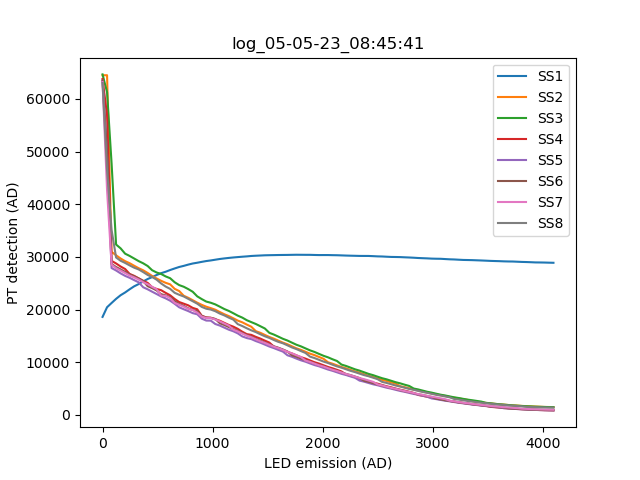 log_05-05-23_08:45:41
PT detection (AD)
60000
50000
40000
30000
20000
10000
0
SS1
SS2
SS3
SS4
SS5
SS6
SS7
SS8
0 1000 2000 3000 4000
LED emission (AD)